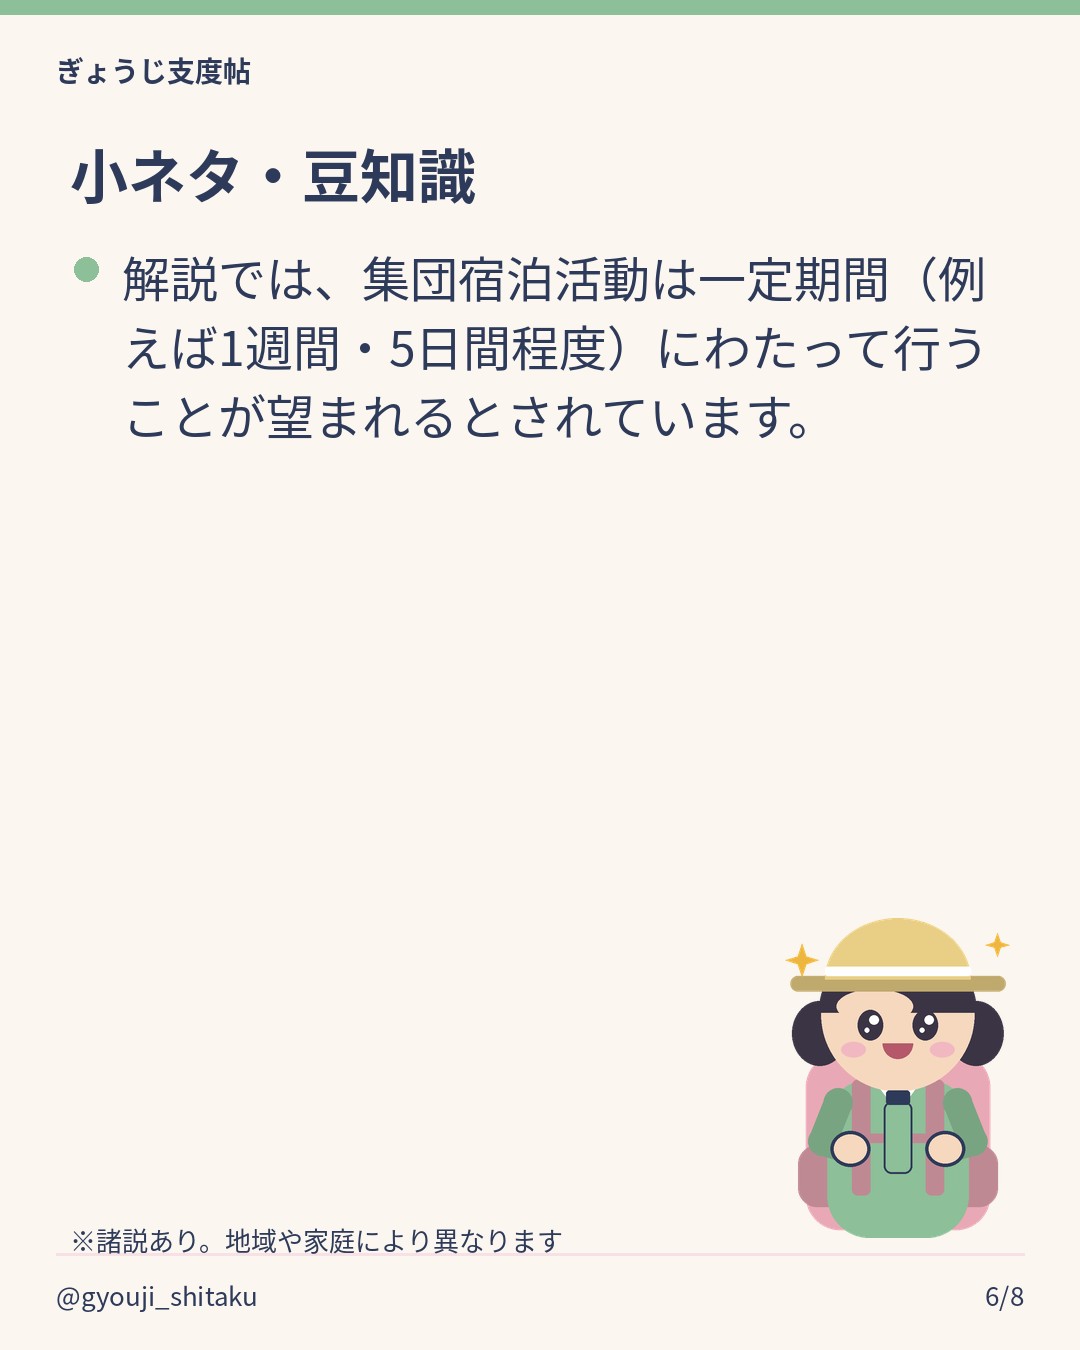 ぎょうじ支度帖
小ネタ・豆知識
解説では、集団宿泊活動は一定期間（例
えば1週間・5日間程度）にわたって行う
ことが望まれるとされています。
※諸説あり。地域や家庭により異なります
@gyouji_shitaku
6/8